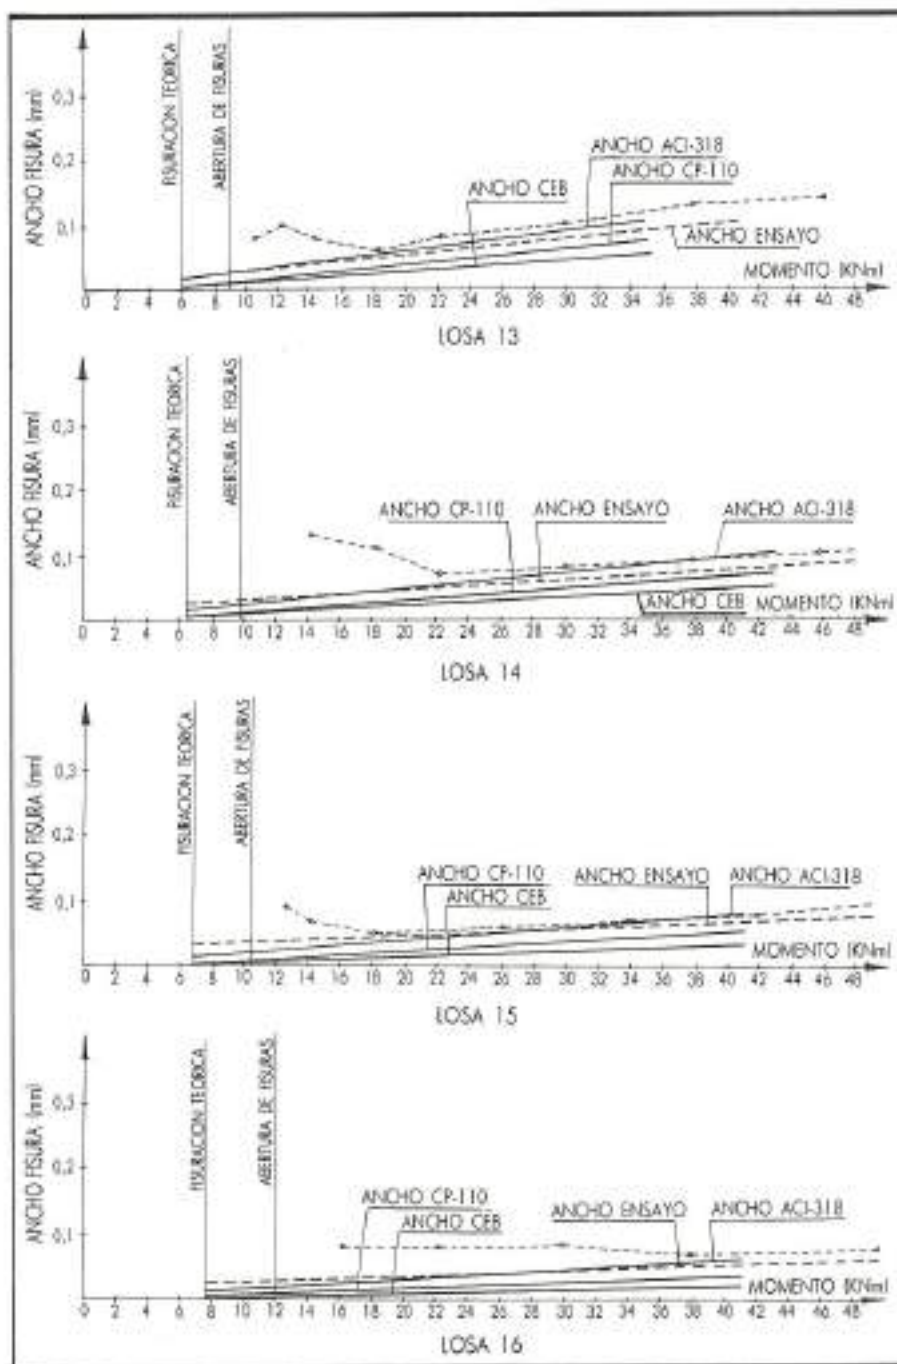 ANCHO FISURA (mm)
FISURACION TEORICA
ABERTURA DE FISURAS
0,3
0,2
0,1
ANCHO ACI-318
ANCHO CP-110
ANCHO CEB
ANCHO ENSAYO
MOMENTO (KNm)
0 2 4 6 8 10 12 14 16 18 20 22 24 26 28 30 32 34 36 38 40 42 44 46 48
LOSA 13
ANCHO FISURA (mm)
FISURACION TEORICA
ABERTURA DE FISURAS
0,3
0,2
0,1
ANCHO CP-110
ANCHO ENSAYO
ANCHO ACI-318
ANCHO CEB
MOMENTO (KNm)
0 2 4 6 8 10 12 14 16 18 20 22 24 26 28 30 32 34 36 38 40 42 44 46 48
LOSA 14
ANCHO FISURA (mm)
FISURACION TEORICA
ABERTURA DE FISURAS
0,3
0,2
0,1
ANCHO CP-110
ANCHO CEB
ANCHO ENSAYO
ANCHO ACI-318
MOMENTO (KNm)
0 2 4 6 8 10 12 14 16 18 20 22 24 26 28 30 32 34 36 38 40 42 44 46 48
LOSA 15
ANCHO FISURA (mm)
FISURACION TEORICA
ABERTURA DE FISURAS
0,3
0,2
0,1
ANCHO CP-110
ANCHO CEB
ANCHO ENSAYO
ANCHO ACI-318
MOMENTO (KNm)
0 2 4 6 8 10 12 14 16 18 20 22 24 26 28 30 32 34 36 38 40 42 44 46 48
LOSA 16